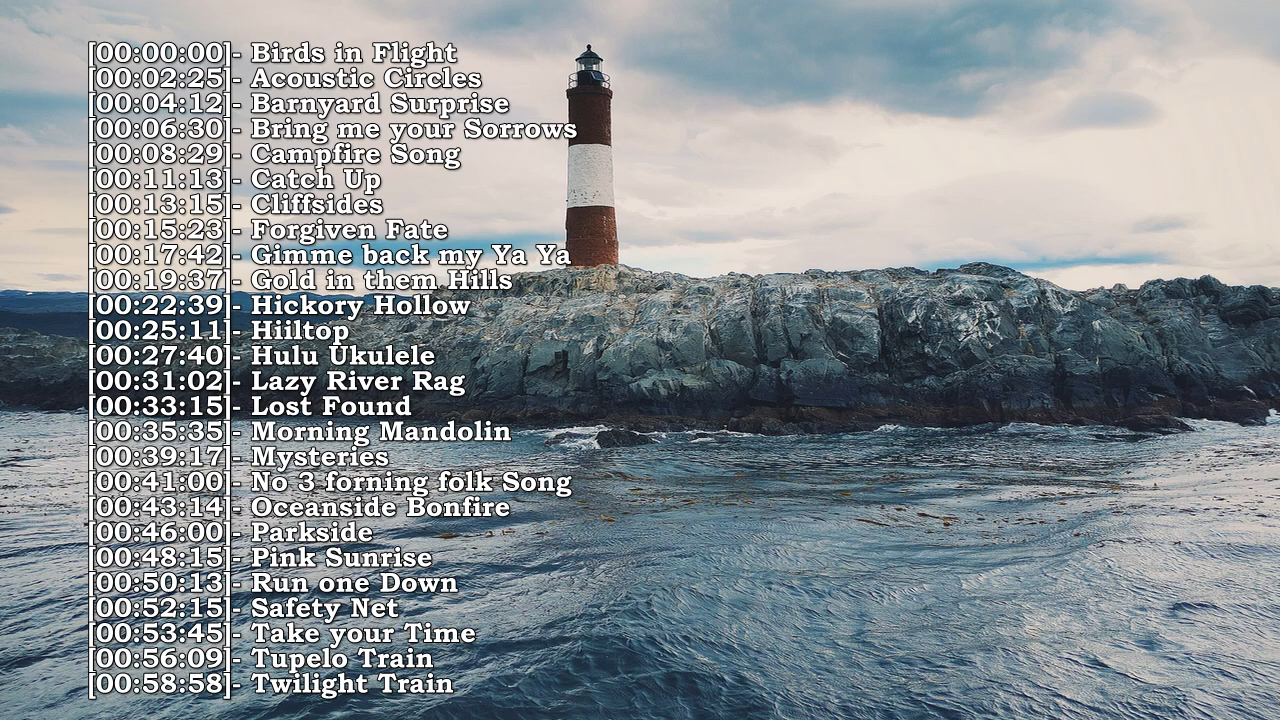 [00:00:00]- Birds in Flight
[00:02:25]- Acoustic Circles
[00:04:12]- Barnyard Surprise
[00:06:30]- Bring me your Sorrows
[00:08:29]- Campfire Song
[00:11:13]- Catch Up
[00:13:15]- Cliffsides
[00:15:23]- Forgiven Fate
[00:17:42]- Gimme back my Ya Ya
[00:19:37]- Gold in them Hills
[00:22:39]- Hickory Hollow
[00:25:11]- Hiiltop
[00:27:40]- Hulu Ukulele
[00:31:02]- Lazy River Rag
[00:33:15]- Lost Found
[00:35:35]- Morning Mandolin
[00:39:17]- Mysteries
[00:41:00]- No 3 forning folk Song
[00:43:14]- Oceanside Bonfire
[00:46:00]- Parkside
[00:48:15]- Pink Sunrise
[00:50:13]- Run one Down
[00:52:15]- Safety Net
[00:53:45]- Take your Time
[00:56:09]- Tupelo Train
[00:58:58]- Twilight Train